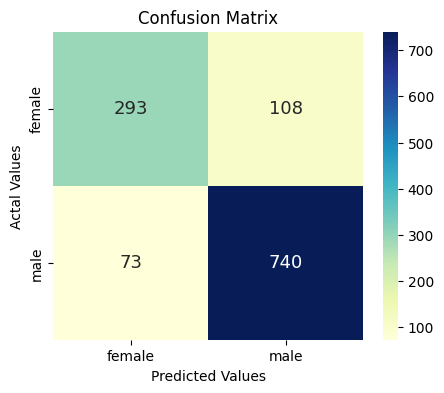 Confusion Matrix
700
600
500
400
300
200
100
Actal Values
female
male
293
108
73
740
female
male
Predicted Values